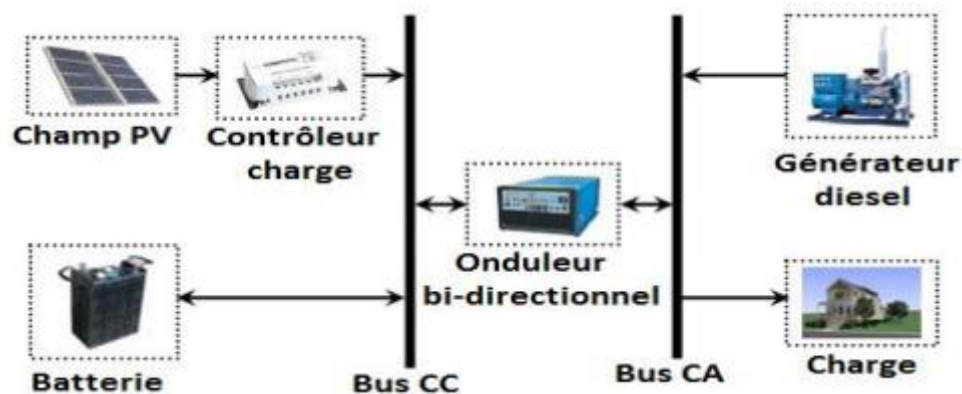 Champ PV
Contrôleur
charge
Générateur
diesel
Onduleur
bi-directionnel
Batterie
Bus CC
Bus CA
Charge